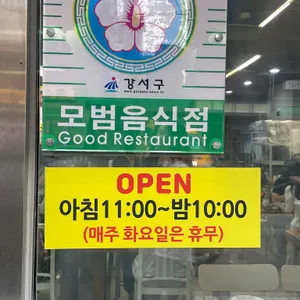 강서구
모범음식점
Good Restaurant
OPEN
아침11:00~밤10:00
(매주 화요일은 휴무)